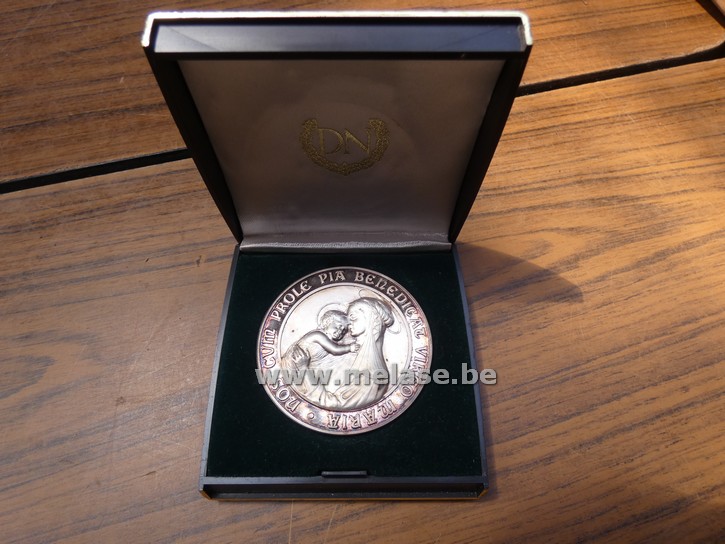 DN
NOS CUM PROLE PIA BENEDICAT VIRGO MARIA
www.melase.be